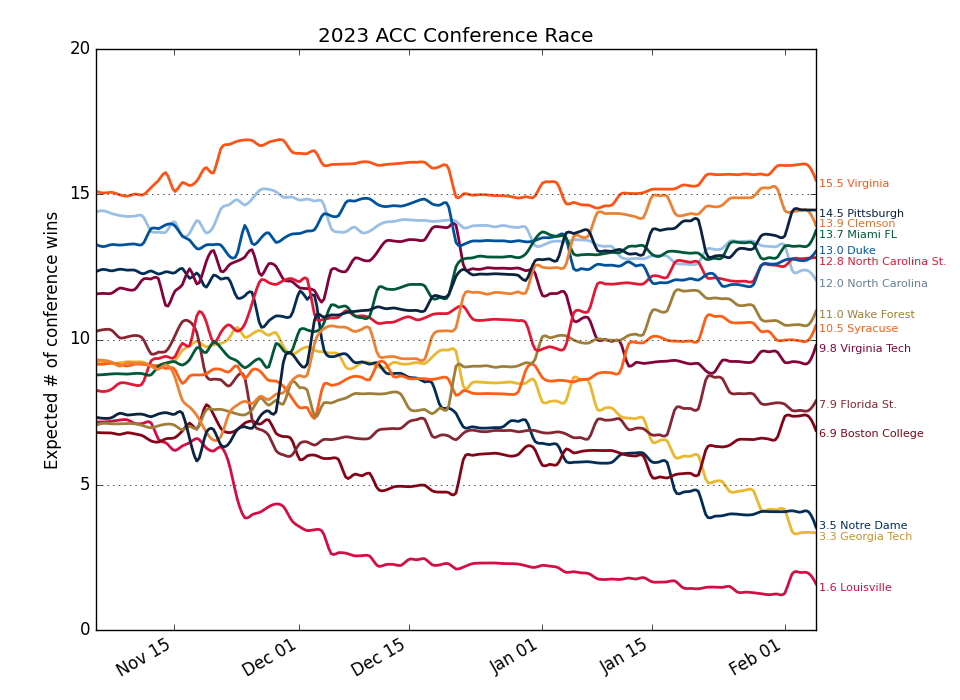 2023 ACC Conference Race
Expected # of conference wins
20
15
10
5
0
Nov 15
Dec 01
Dec 15
Jan 01
Jan 15
Feb 01
15.5 Virginia
14.5 Pittsburgh
13.9 Clemson
13.7 Miami FL
13.0 Duke
12.8 North Carolina St.
12.0 North Carolina
11.0 Wake Forest
10.5 Syracuse
9.8 Virginia Tech
7.9 Florida St.
6.9 Boston College
3.5 Notre Dame
3.3 Georgia Tech
1.6 Louisville